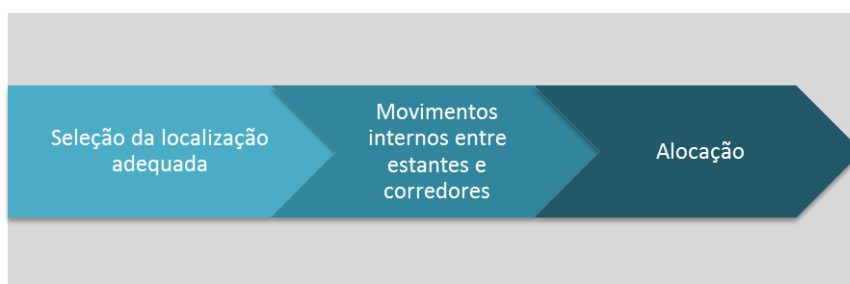 Seleção da localização
adequada
Movimentos
internos entre
estantes e
corredores
Alocação